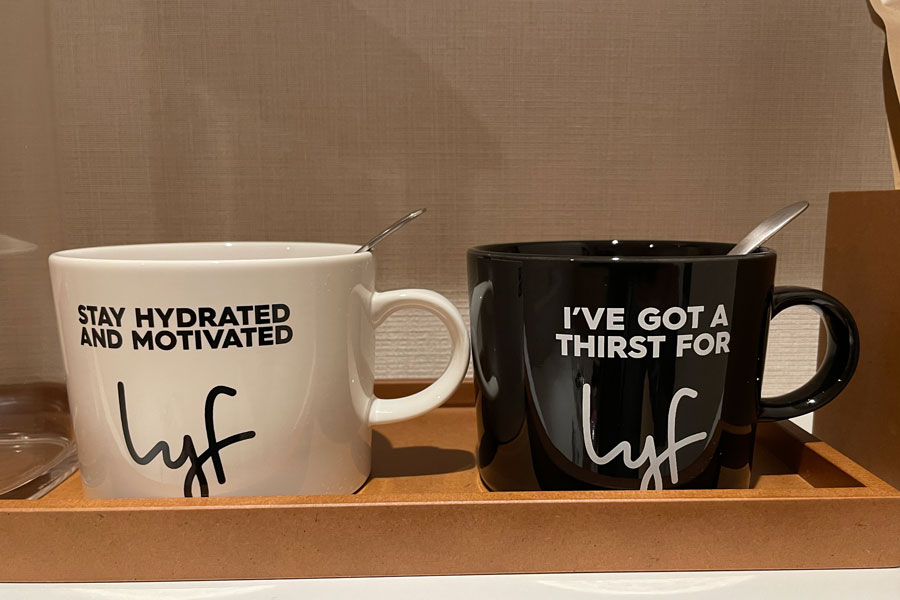 STAY HYDRATED
AND MOTIVATED
lyf
I'VE GOT A
THIRST FOR
lyf